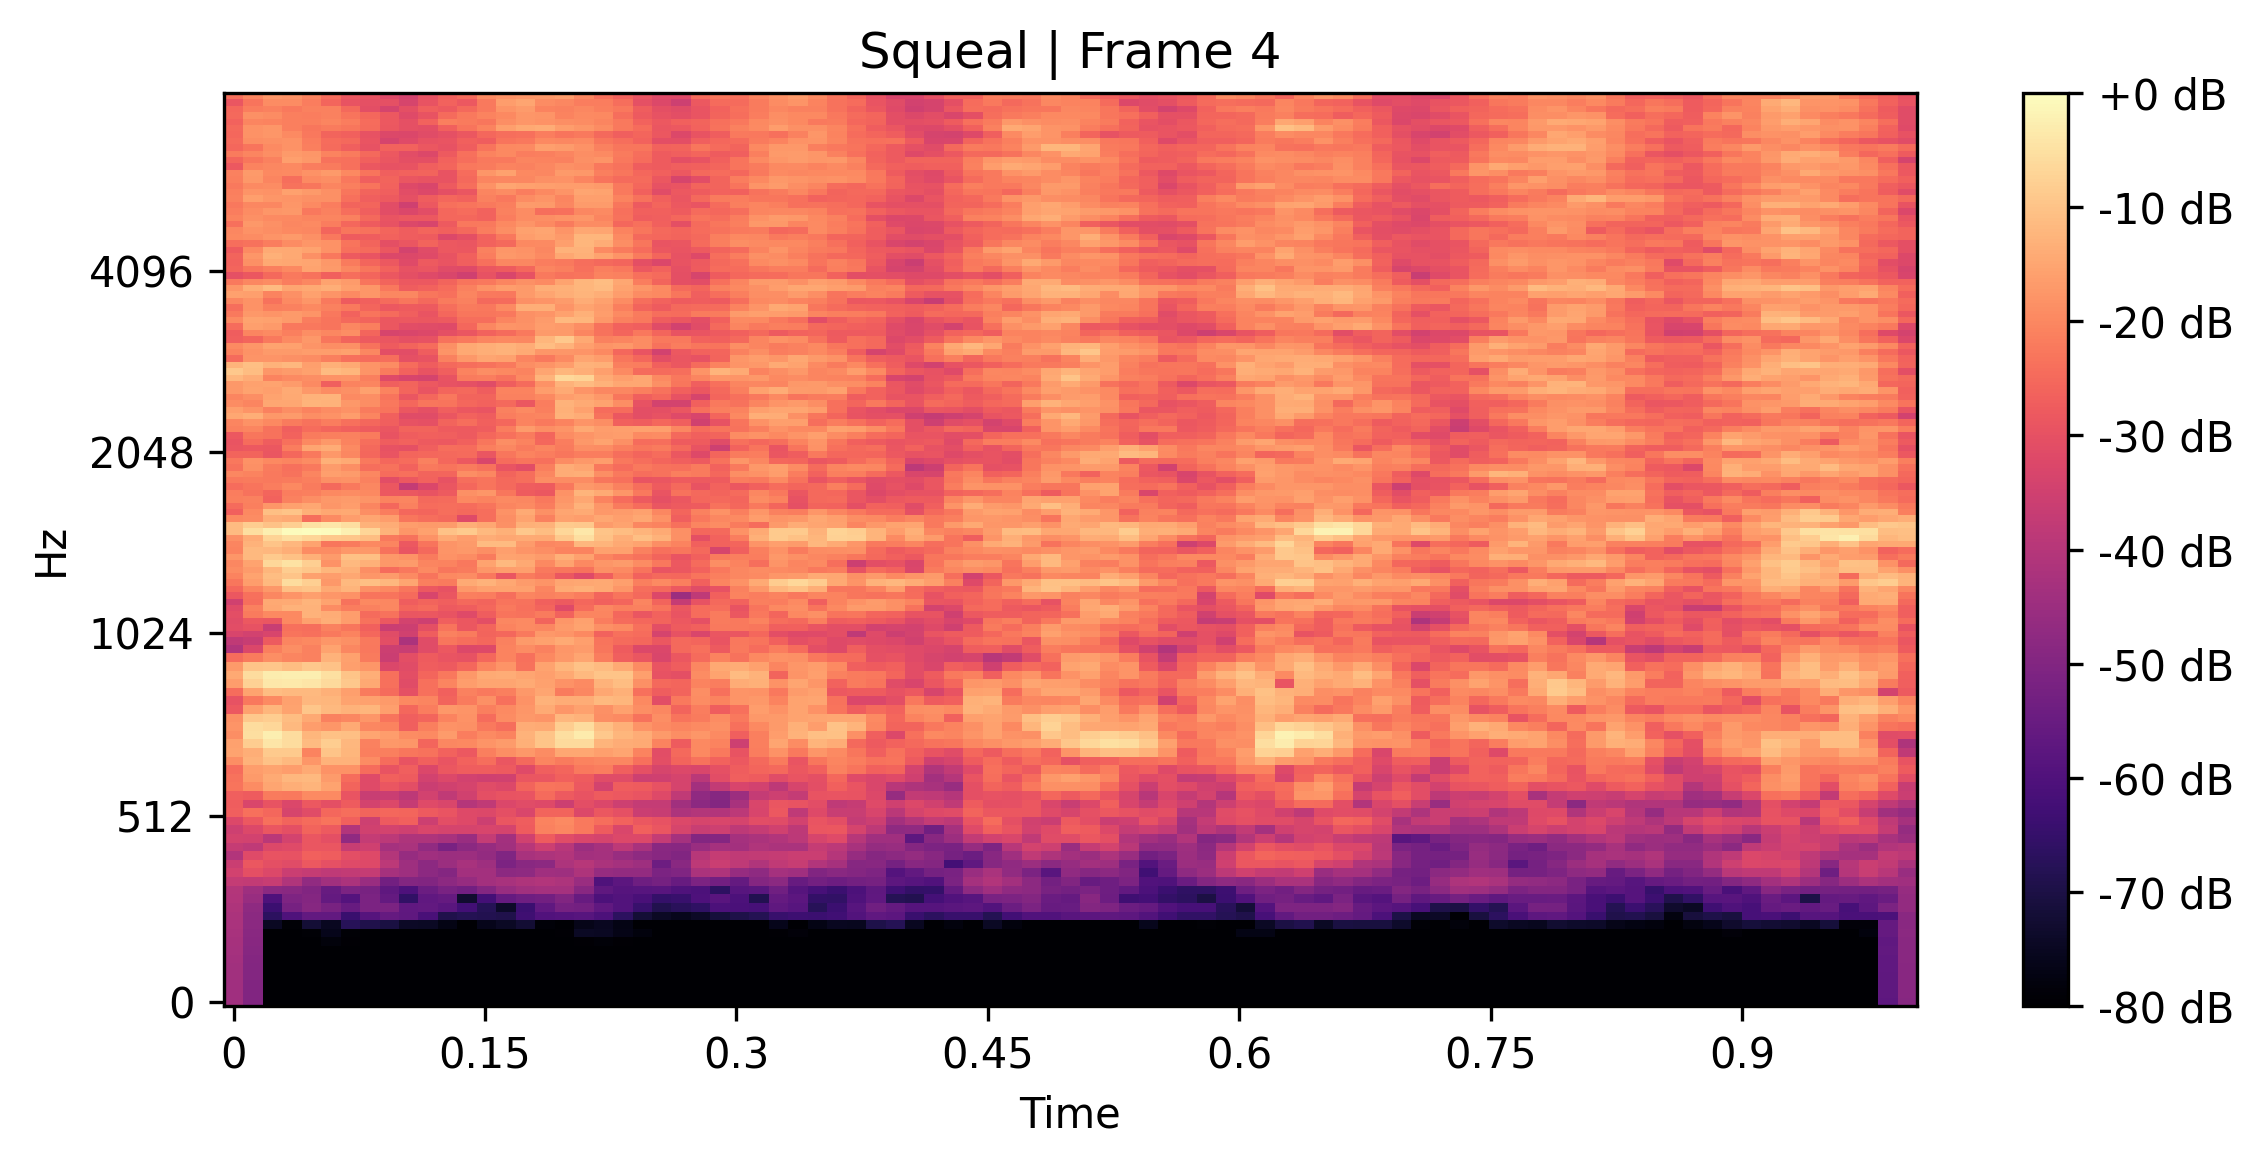 Squeal | Frame 4
+0 dB
-10 dB
-20 dB
-30 dB
-40 dB
-50 dB
-60 dB
-70 dB
-80 dB
Hz
4096
2048
1024
512
0
0 0.15 0.3 0.45 0.6 0.75 0.9
Time